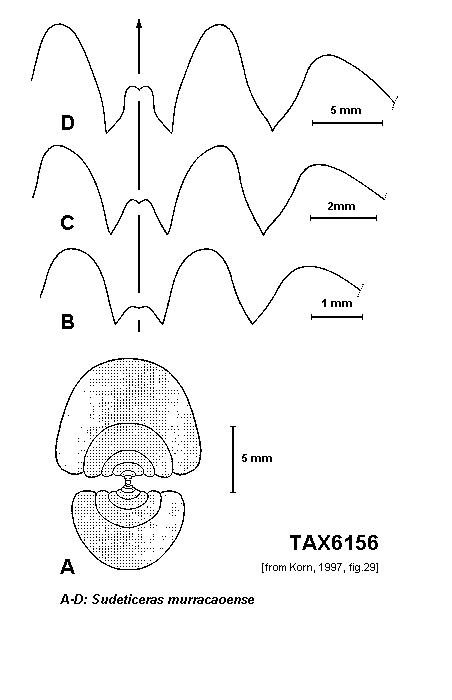 D
5 mm
C
2mm
B
1 mm
5 mm
A
TAX6156
[from Korn, 1997, fig.29]
A-D: Sudeticeras murracaoense